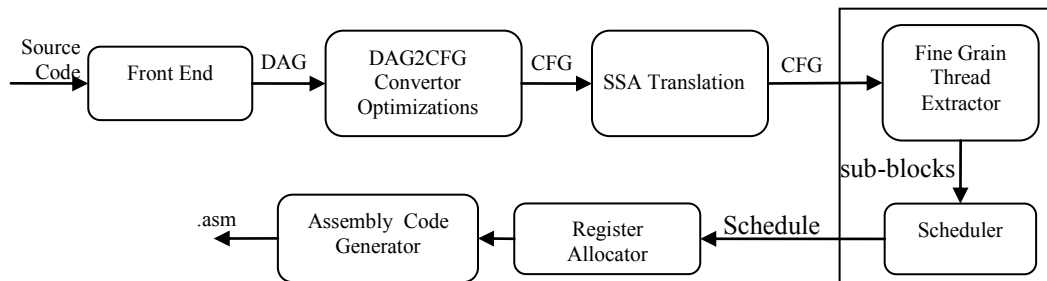 Source
Code
Front End
DAG
DAG2CFG
Convertor
Optimizations
CFG
SSA Translation
CFG
Fine Grain
Thread
Extractor
sub-blocks
Scheduler
Schedule
Register
Allocator
Assembly Code
Generator
.asm